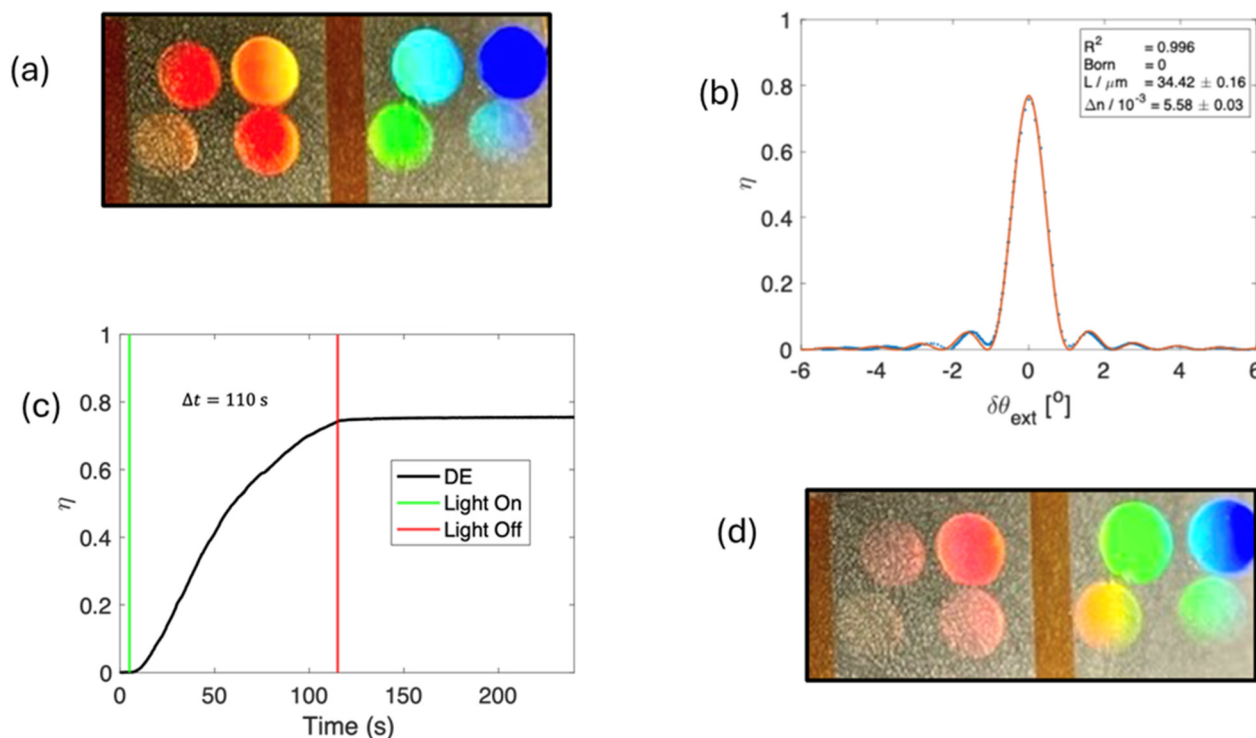 (a)
(b)
1
0.8
0.6
0.4
0.2
0
η
R² = 0.996
Born = 0
L / μm = 34.42 ± 0.16
Δn / 10⁻³ = 5.58 ± 0.03
-6 -4 -2 0 2 4 6
δθext [°]
(c)
1
0.8
0.6
0.4
0.2
0
η
Δt = 110 s
DE
Light On
Light Off
0 50 100 150 200
Time (s)
(d)